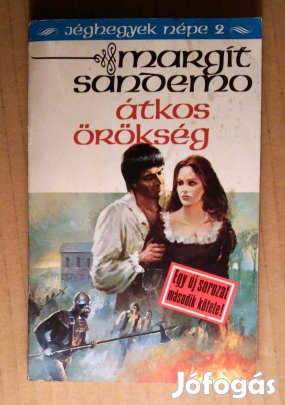 jéghegyek népe 2
margit
sandemo
átkos
örökség
Egy új sorozat
második kötete!
Jófogás